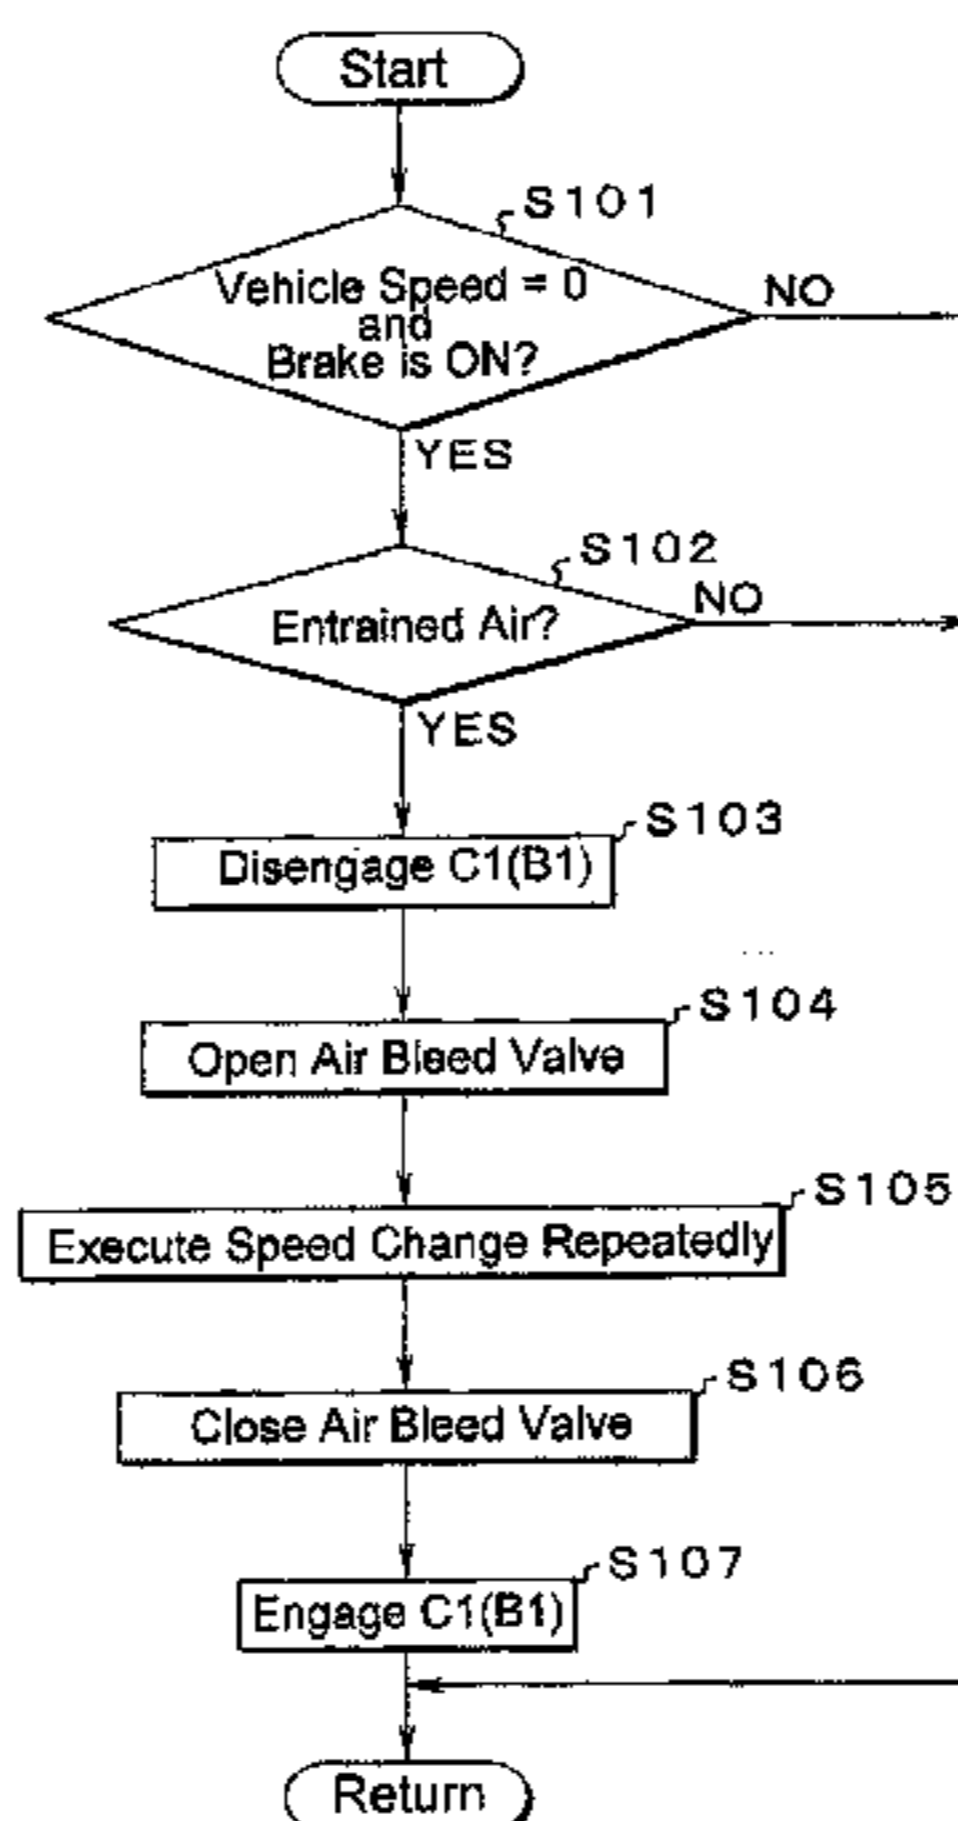 Start
S101
Vehicle Speed = 0
and
Brake is ON?
NO
YES
S102
Entrained Air?
NO
YES
S103
Disengage C1(B1)
S104
Open Air Bleed Valve
S105
Execute Speed Change Repeatedly
S106
Close Air Bleed Valve
S107
Engage C1(B1)
Return